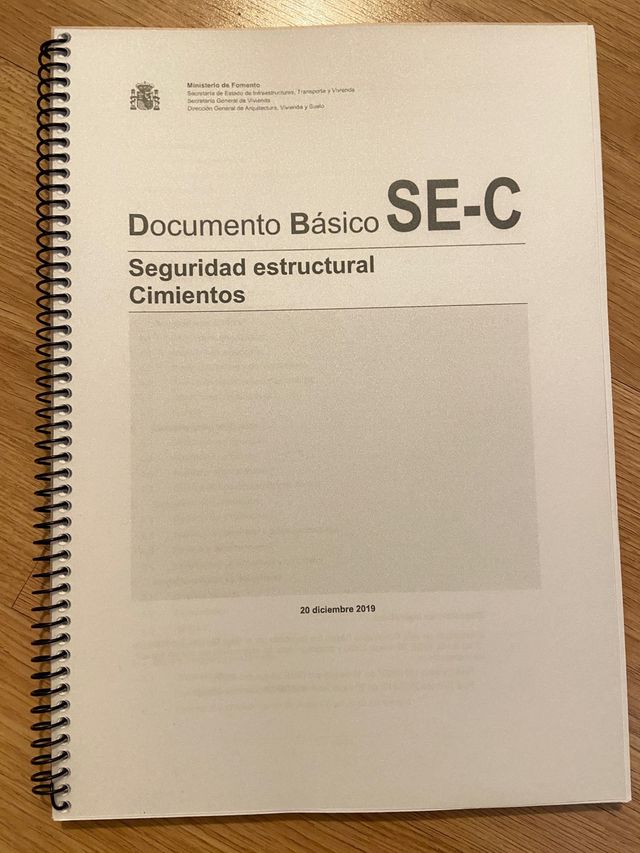 Ministerio de Fomento
Secretaría de Estado de Infraestructuras, Transporte y Vivienda
Secretaría General de Vivienda
Dirección General de Arquitectura, Vivienda y Suelo
Documento Básico SE-C
Seguridad estructural
Cimientos
20 diciembre 2019